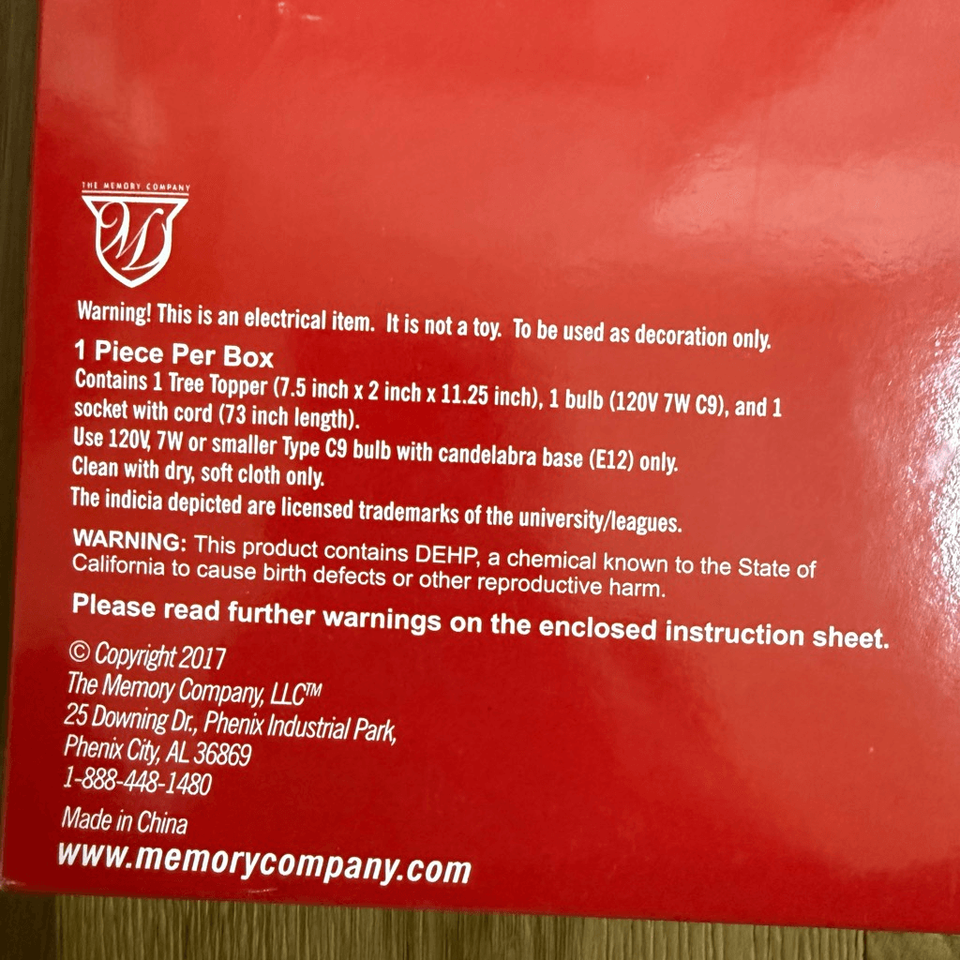 THE MEMORY COMPANY
M
Warning! This is an electrical item. It is not a toy. To be used as decoration only.
1 Piece Per Box
Contains 1 Tree Topper (7.5 inch x 2 inch x 11.25 inch), 1 bulb (120V 7W C9), and 1
socket with cord (73 inch length).
Use 120V, 7W or smaller Type C9 bulb with candelabra base (E12) only.
Clean with dry, soft cloth only.
The indicia depicted are licensed trademarks of the university/leagues.
WARNING: This product contains DEHP, a chemical known to the State of
California to cause birth defects or other reproductive harm.
Please read further warnings on the enclosed instruction sheet.
© Copyright 2017
The Memory Company, LLC™
25 Downing Dr., Phenix Industrial Park,
Phenix City, AL 36869
1-888-448-1480
Made in China
www.memorycompany.com